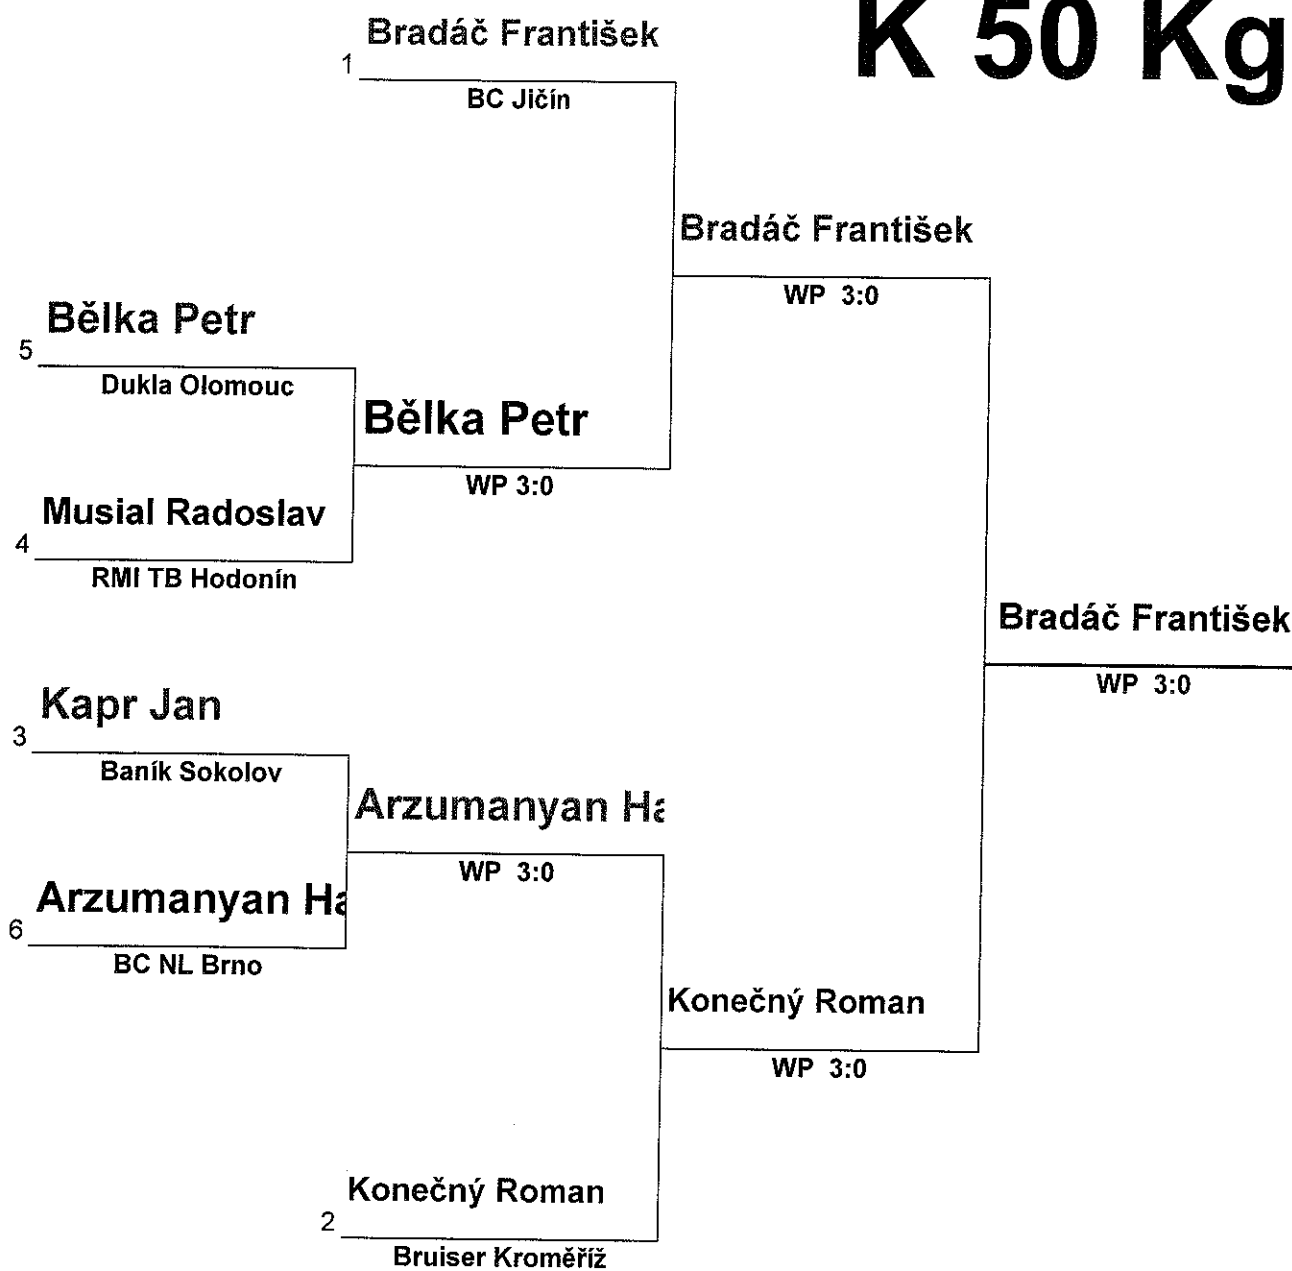 K 50 Kg
Bradáč František
1
BC Jičín
Bradáč František
WP 3:0
Bělka Petr
5
Dukla Olomouc
Bělka Petr
WP 3:0
Musial Radoslav
4
RMI TB Hodonín
Bradáč František
WP 3:0
Kapr Jan
3
Baník Sokolov
Arzumanyan Ha
WP 3:0
Arzumanyan Ha
6
BC NL Brno
Konečný Roman
WP 3:0
Konečný Roman
2
Bruiser Kroměříž